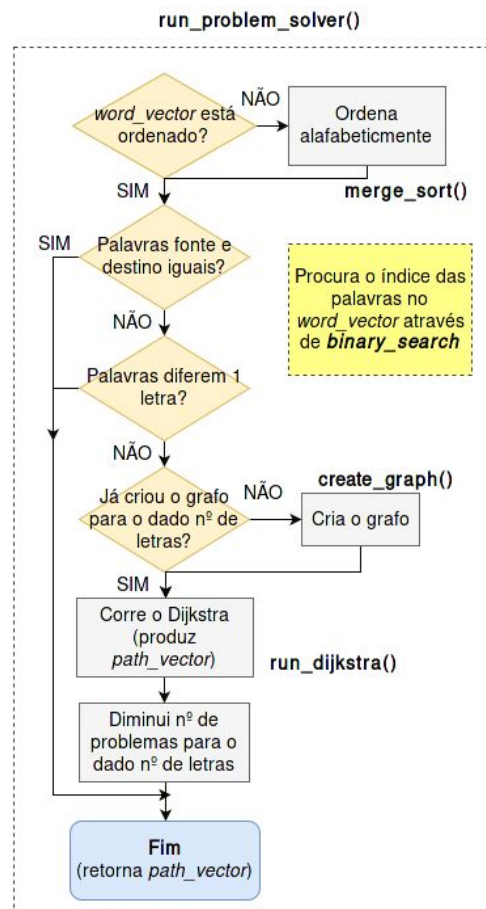 run_problem_solver()
word_vector está
ordenado?
NÃO
Ordena
alafabeticmente
SIM
merge_sort()
SIM
Palavras fonte e
destino iguais?
Procura o índice das
palavras no
word_vector através
de binary_search
NÃO
Palavras diferem 1
letra?
NÃO
Já criou o grafo
para o dado nº de
letras?
NÃO
create_graph()
Cria o grafo
SIM
Corre o Dijkstra
(produz
path_vector)
run_dijkstra()
Diminui nº de
problemas para o
dado nº de letras
Fim
(retorna path_vector)